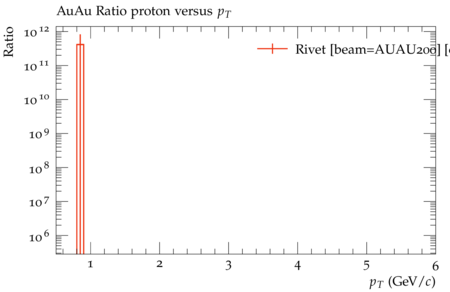 AuAu Ratio proton versus p_T
Ratio
10^12
10^11
10^10
10^9
10^8
10^7
10^6
Rivet [beam=AUAU200] [
1 2 3 4 5 6
p_T (GeV/c)